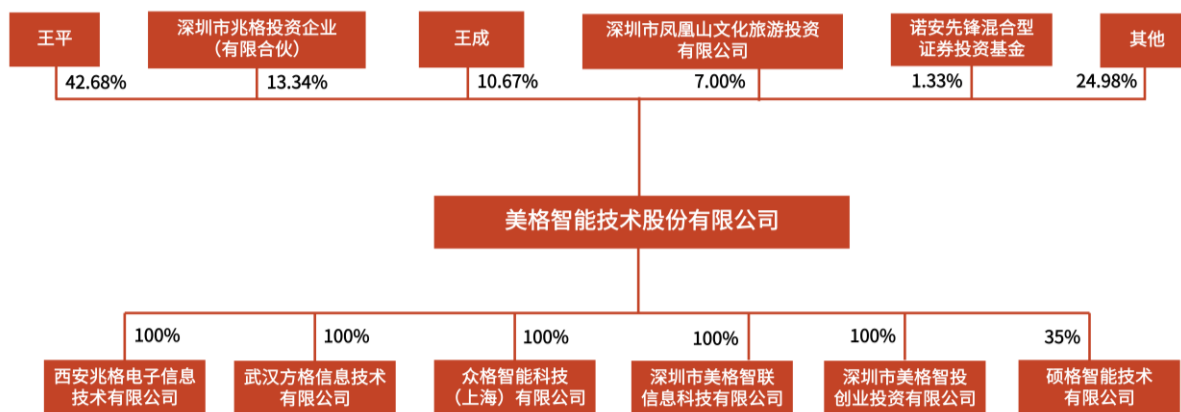 王平
深圳市兆格投资企业
（有限合伙）
王成
深圳市凤凰山文化旅游投资
有限公司
诺安先锋混合型
证券投资基金
其他
42.68%
13.34%
10.67%
7.00%
1.33%
24.98%
美格智能技术股份有限公司
100%
100%
100%
100%
100%
35%
西安兆格电子信息
技术有限公司
武汉方格信息技术
有限公司
众格智能科技
（上海）有限公司
深圳市美格智联
信息科技有限公司
深圳市美格智投
创业投资有限公司
硕格智能技术
有限公司